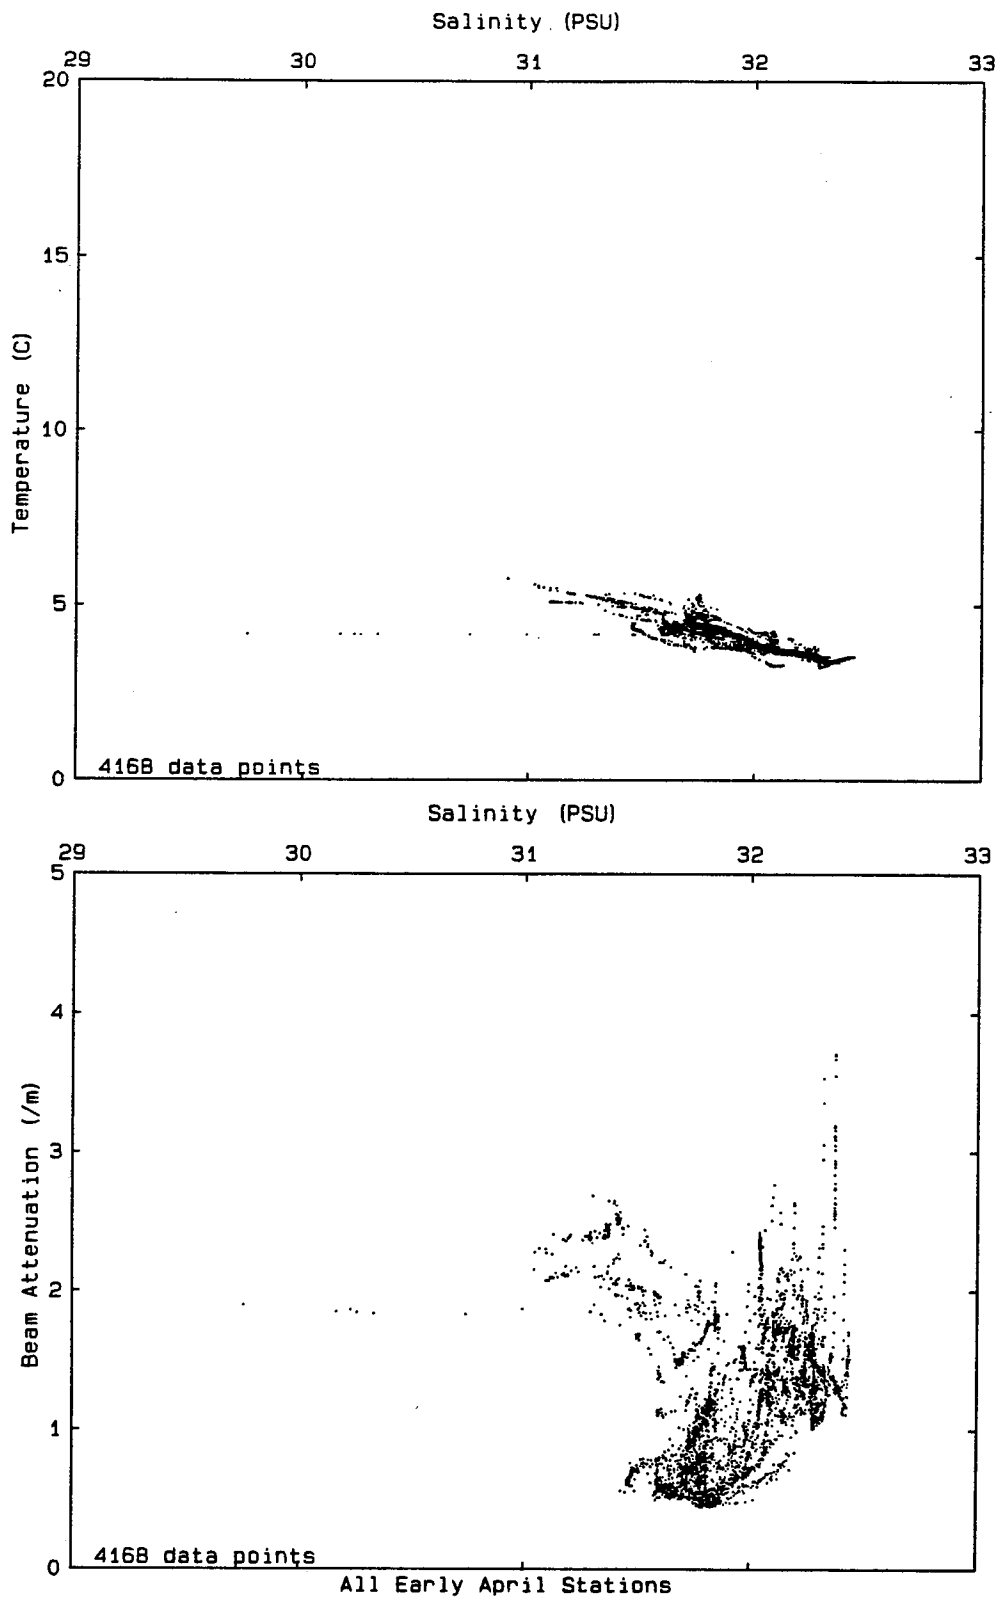 Salinity (PSU)
29 30 31 32 33
20
15
10
5
0
Temperature (C)
4168 data points
Salinity (PSU)
29 30 31 32 33
5
4
3
2
1
0
Beam Attenuation (/m)
4168 data points
All Early April Stations